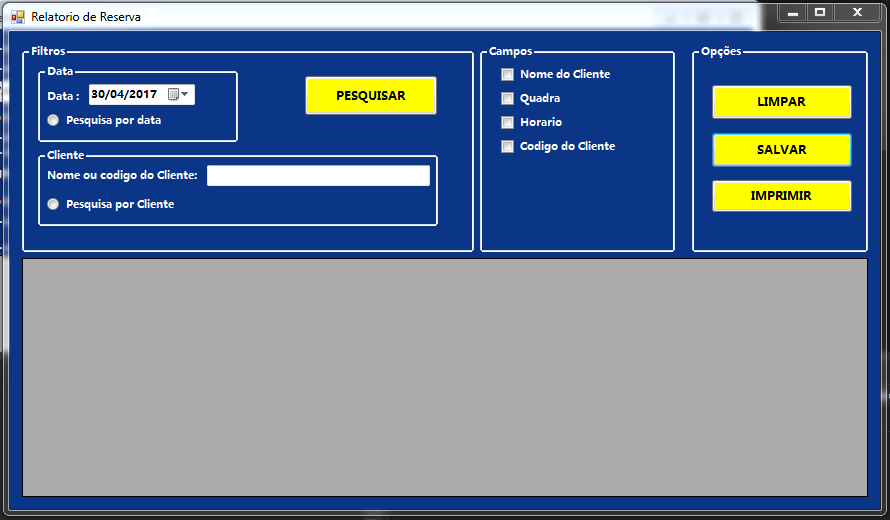 Relatorio de Reserva
Filtros
Data
Data :
30/04/2017
Pesquisa por data
PESQUISAR
Cliente
Nome ou codigo do Cliente:
Pesquisa por Cliente
Campos
Nome do Cliente
Quadra
Horario
Codigo do Cliente
Opções
LIMPAR
SALVAR
IMPRIMIR